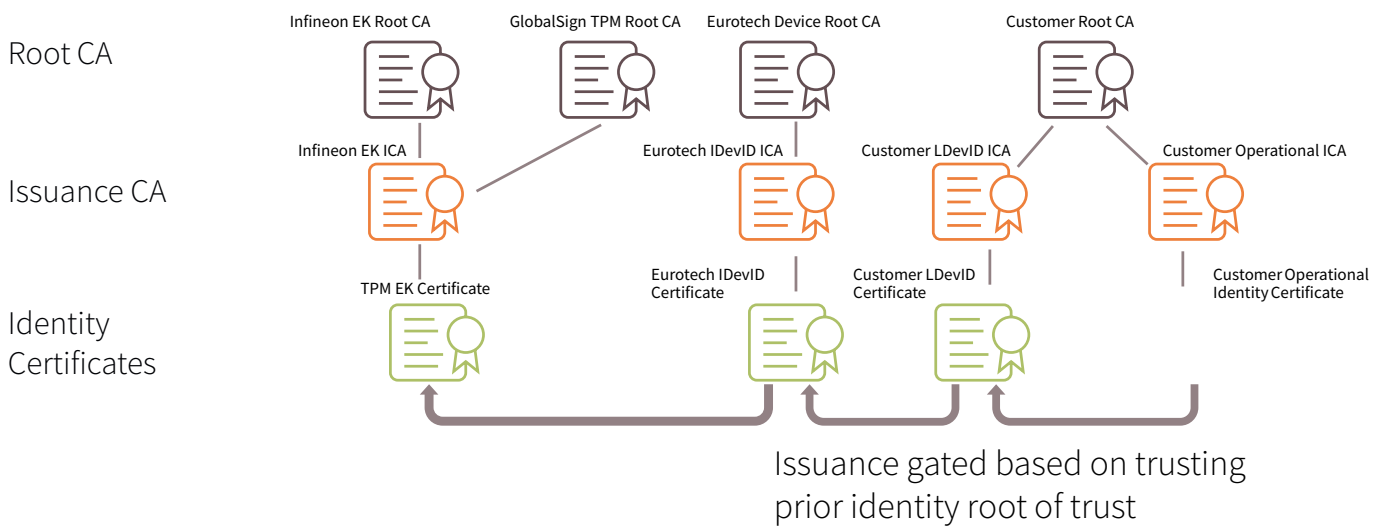 Infineon EK Root CA
GlobalSign TPM Root CA
Eurotech Device Root CA
Customer Root CA
Root CA
Infineon EK ICA
Eurotech IDevID ICA
Customer LDevID ICA
Customer Operational ICA
Issuance CA
TPM EK Certificate
Eurotech IDevID
Certificate
Customer LDevID
Certificate
Customer Operational
Identity Certificate
Identity
Certificates
Issuance gated based on trusting
prior identity root of trust